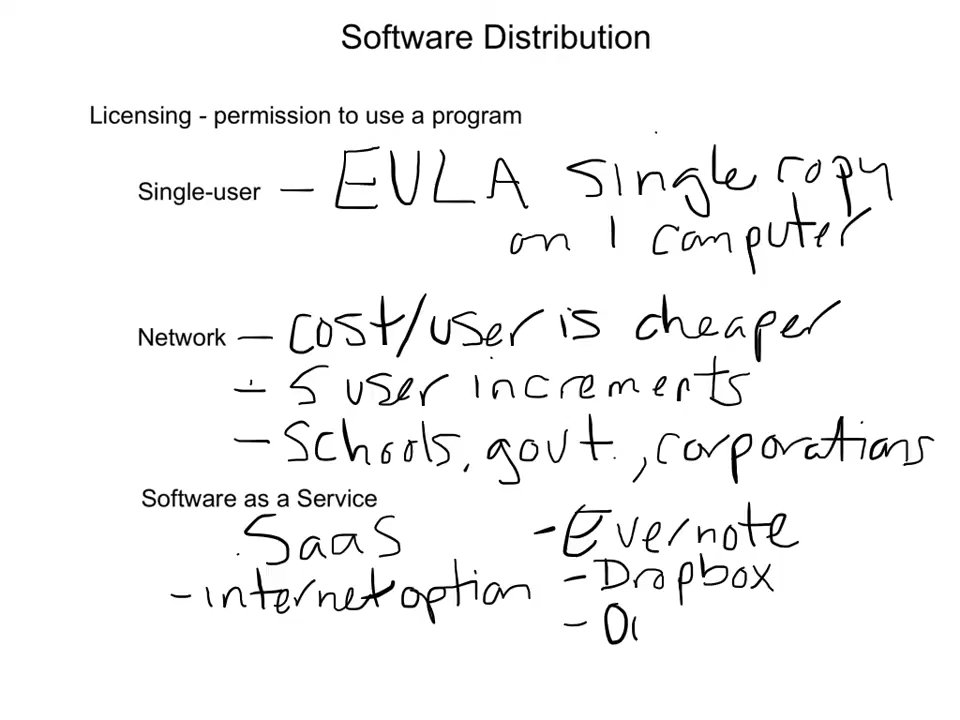 Software Distribution
Licensing - permission to use a program
Single-user — EULA single copy
on 1 computer
Network — cost/user is cheaper
- 5 user increments
- Schools, govt., corporations
Software as a Service
SaaS
- internet option
- Evernote
- Dropbox
-